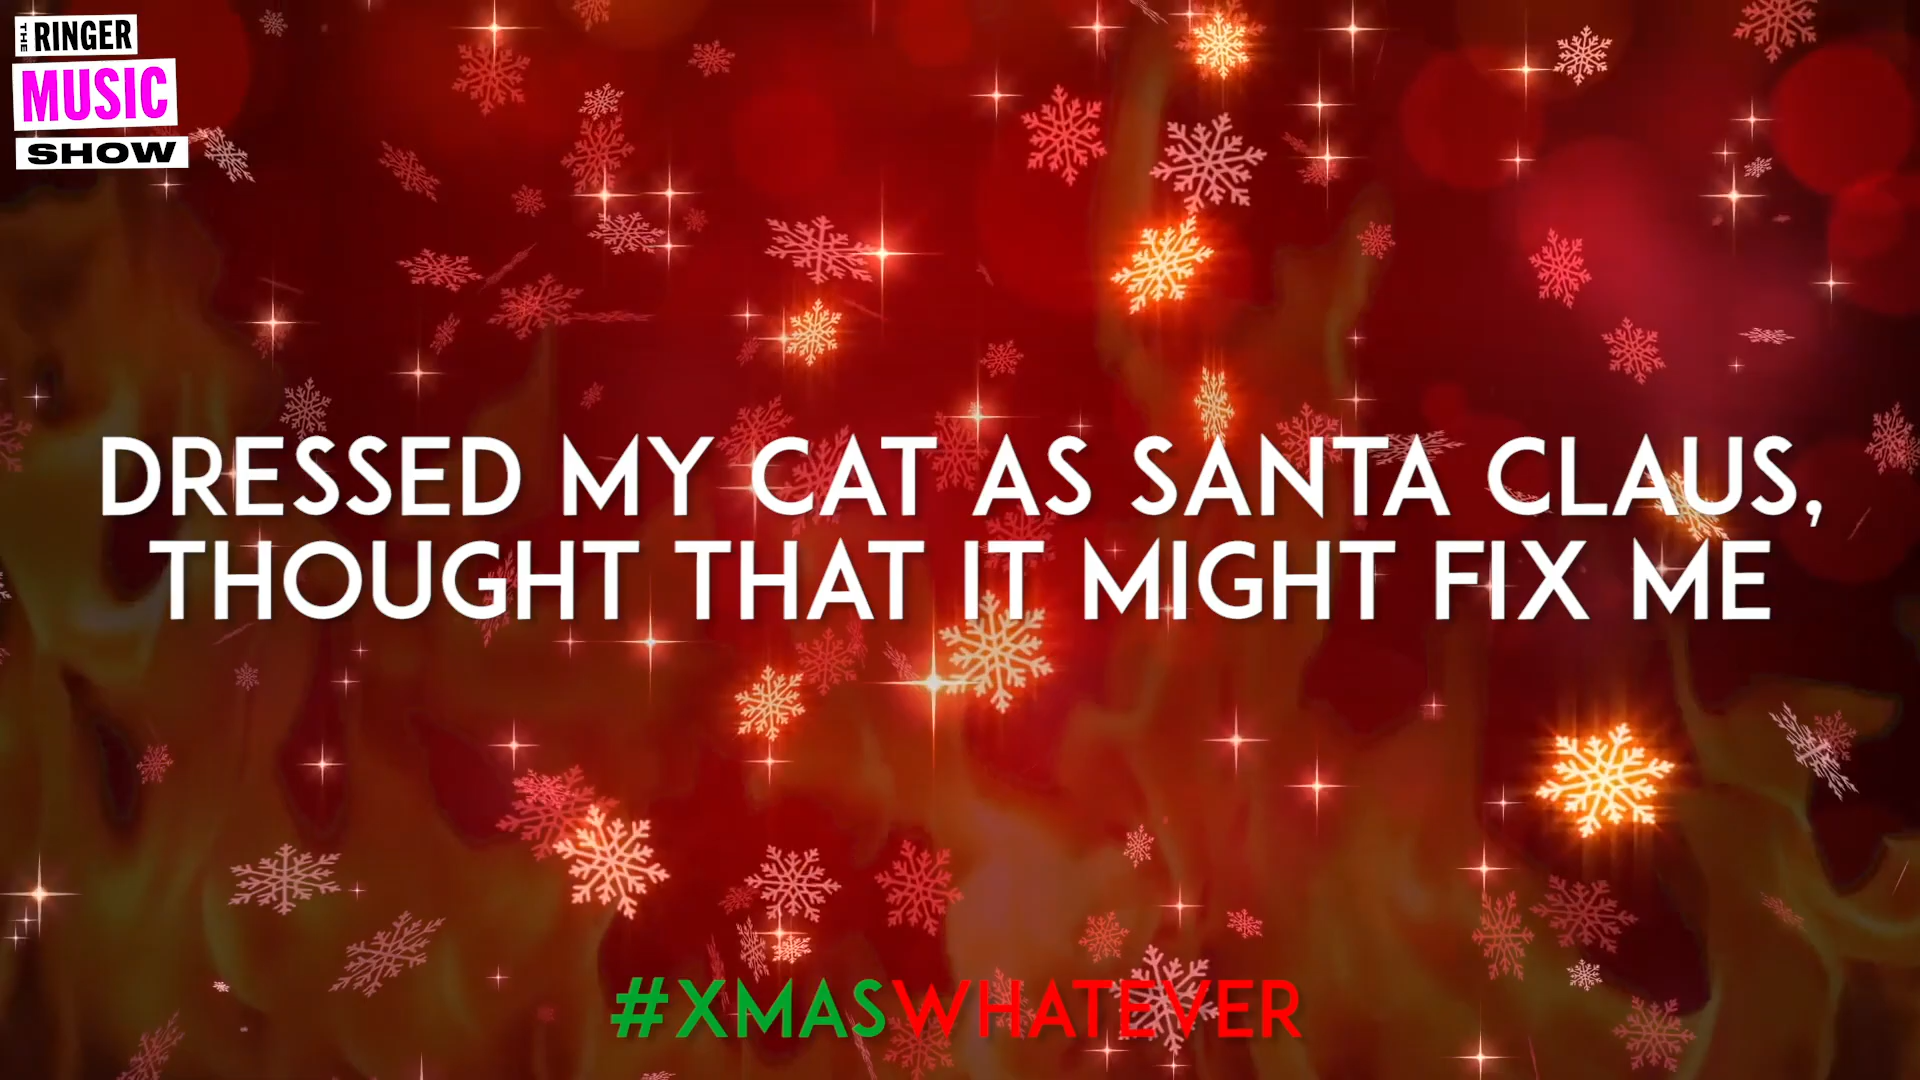 THE RINGER
MUSIC
SHOW
DRESSED MY CAT AS SANTA CLAUS,
THOUGHT THAT IT MIGHT FIX ME
#XMASWHATEVER